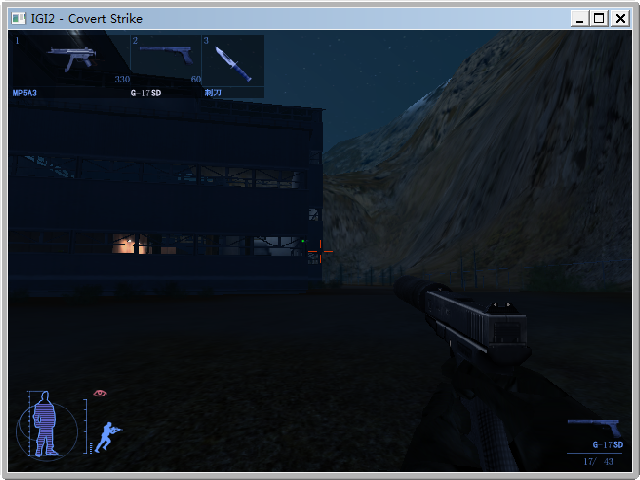 IGI2 - Covert Strike
1 2 3
330 60
MP5A3 G-17SD 刺刀
G-17SD
17/ 43